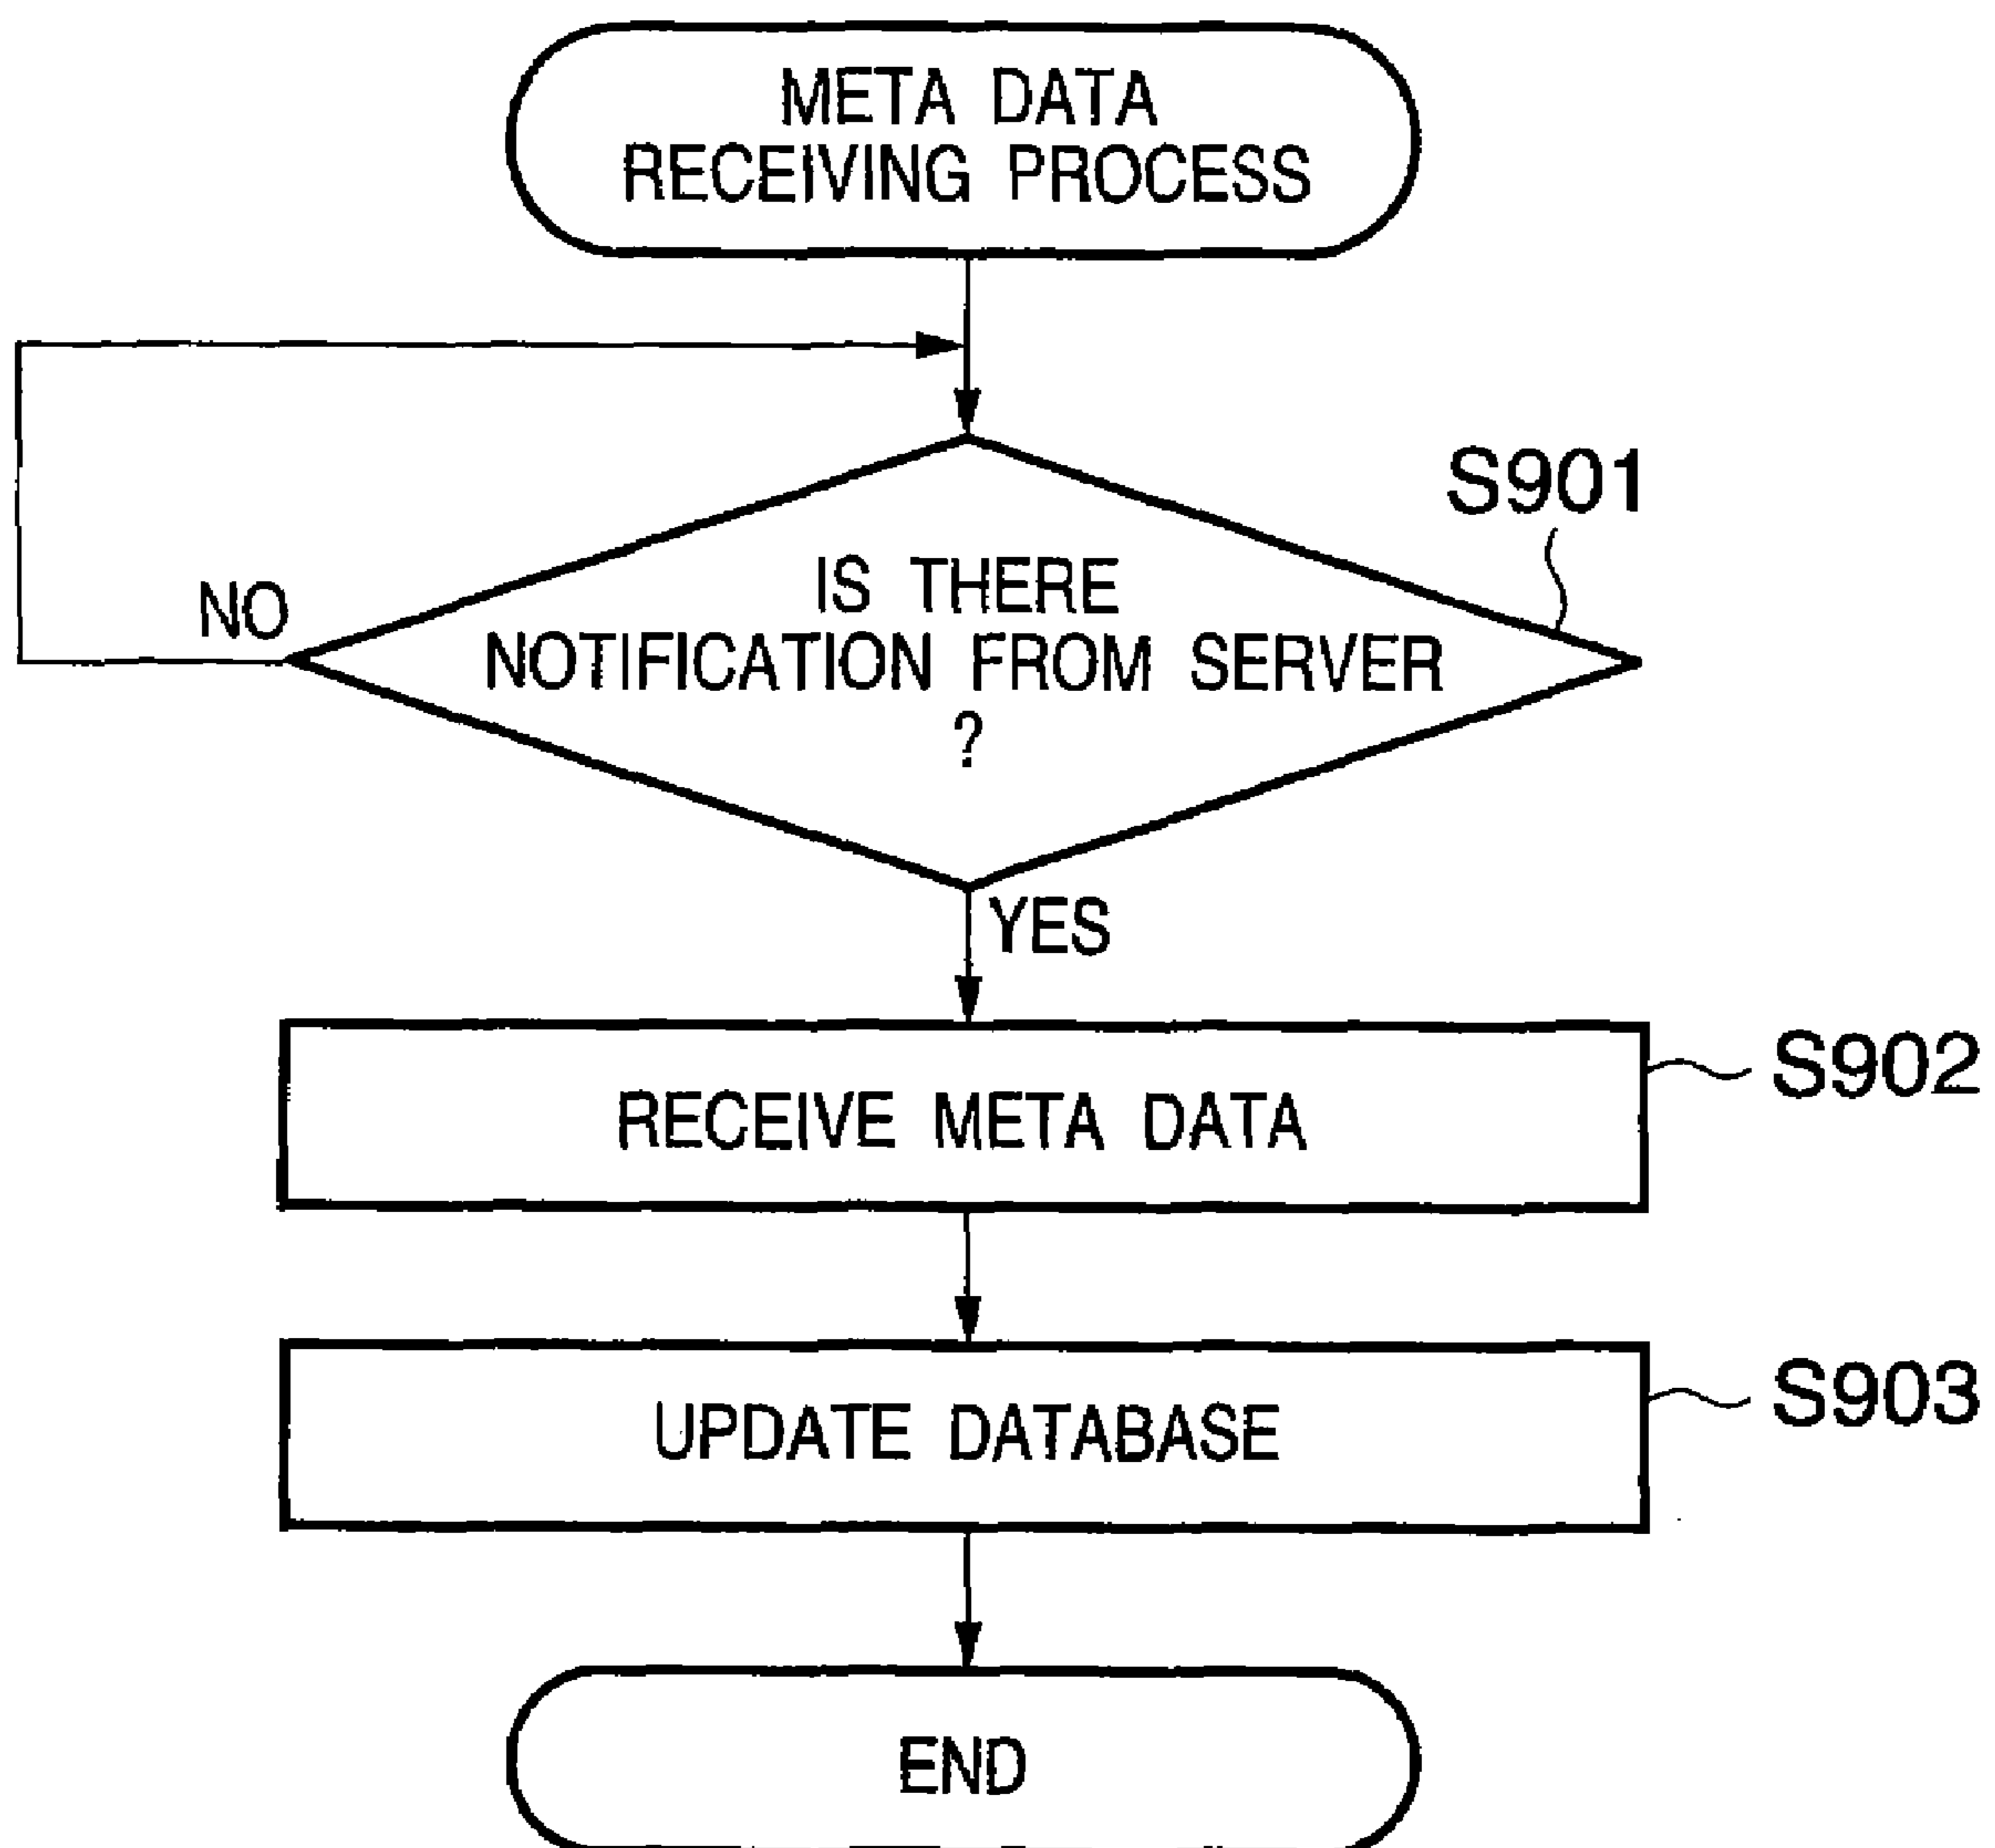 META DATA
RECEIVING PROCESS
S901
IS THERE
NO
NOTIFICATION FROM SERVER
?
YES
RECEIVE META DATA
S902
UPDATE DATABASE
S903
END